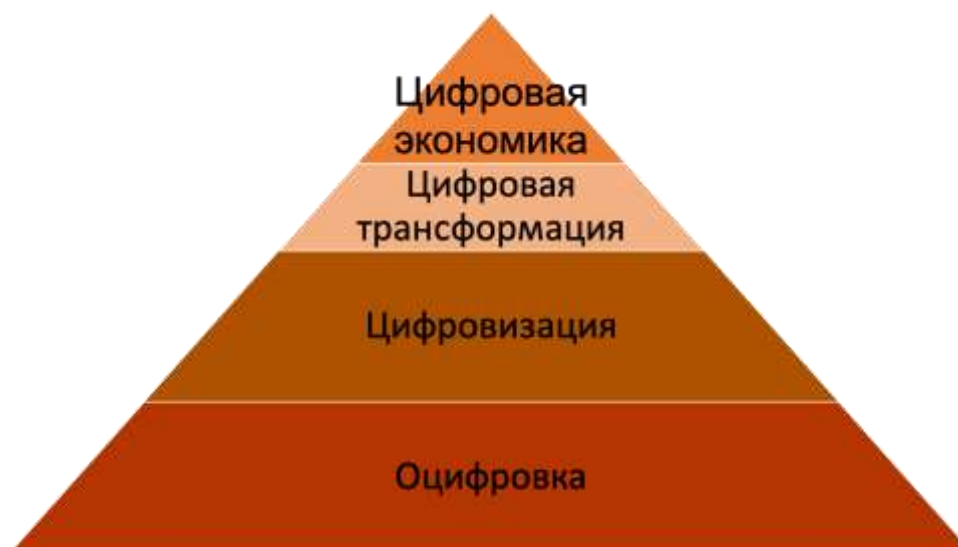 Цифровая
экономика
Цифровая
трансформация
Цифровизация
Оцифровка